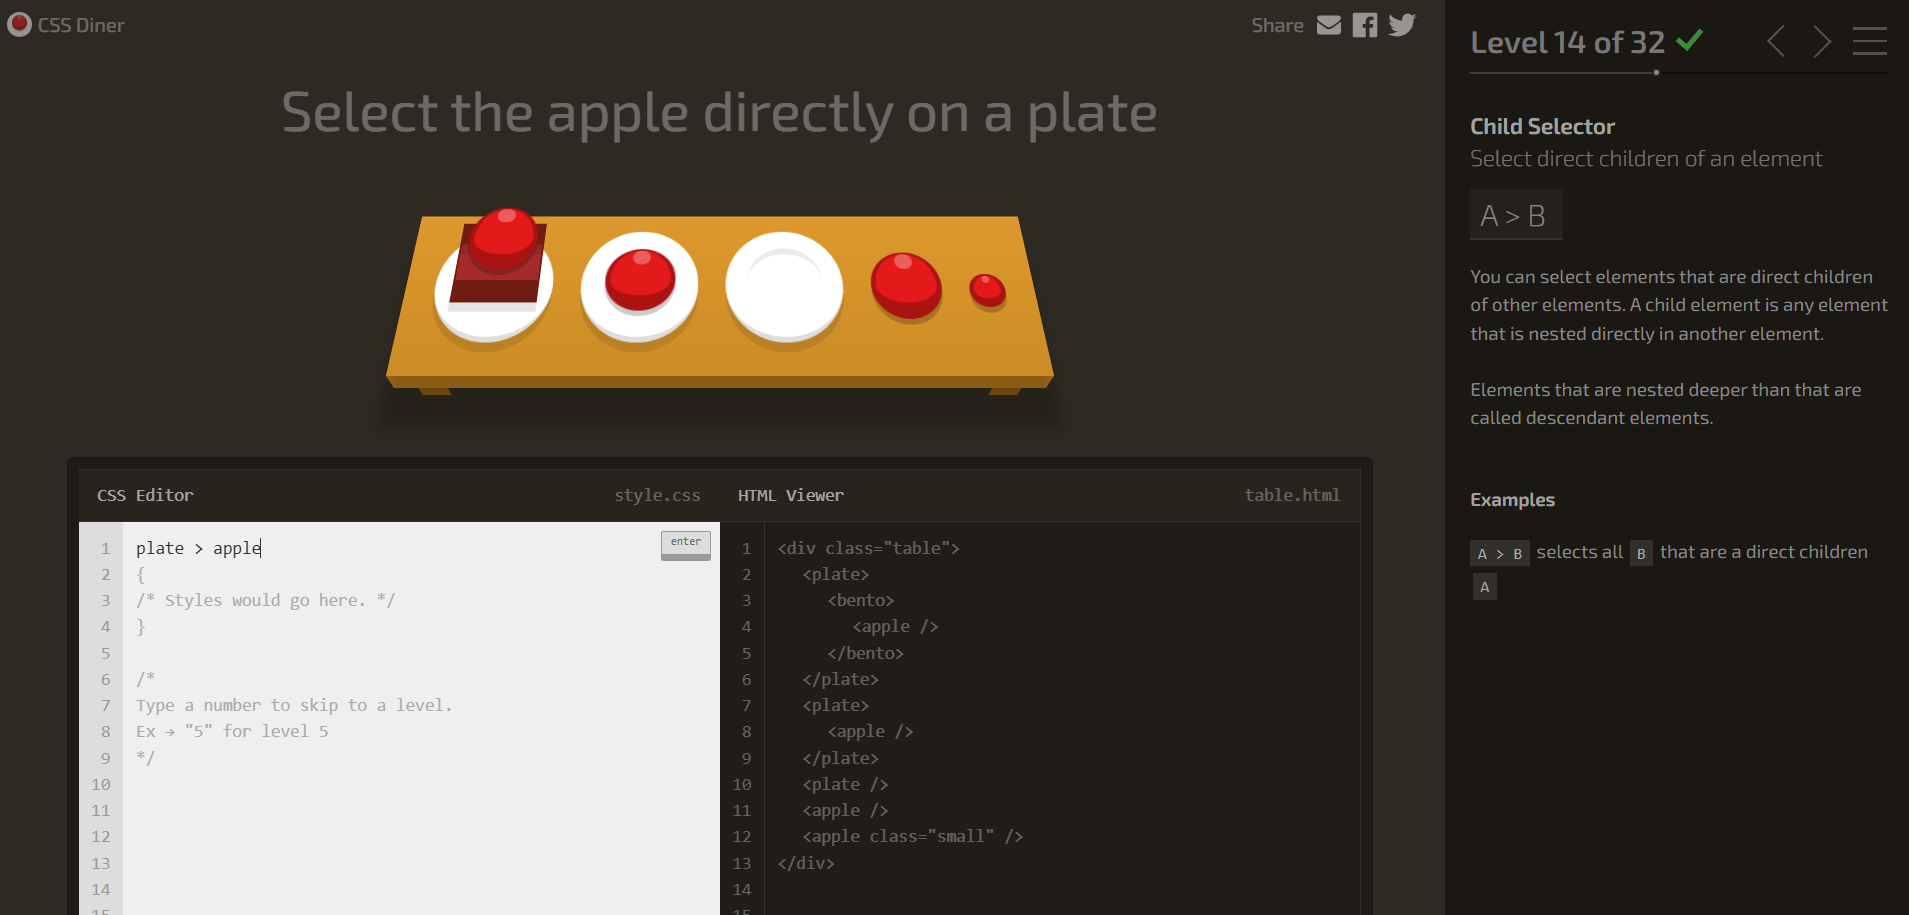 CSS Diner
Share
Select the apple directly on a plate
CSS Editor style.css
1 plate > apple
enter
2 {
3 /* Styles would go here. */
4 }
5
6 /*
7 Type a number to skip to a level.
8 Ex → "5" for level 5
9 */
10
11
12
13
14
15
HTML Viewer table.html
1 <div class="table">
2 <plate>
3 <bento>
4 <apple />
5 </bento>
6 </plate>
7 <plate>
8 <apple />
9 </plate>
10 <plate />
11 <apple />
12 <apple class="small" />
13 </div>
14
15
Level 14 of 32
Child Selector
Select direct children of an element
A > B
You can select elements that are direct children
of other elements. A child element is any element
that is nested directly in another element.
Elements that are nested deeper than that are
called descendant elements.
Examples
A > B selects all B that are a direct children
A